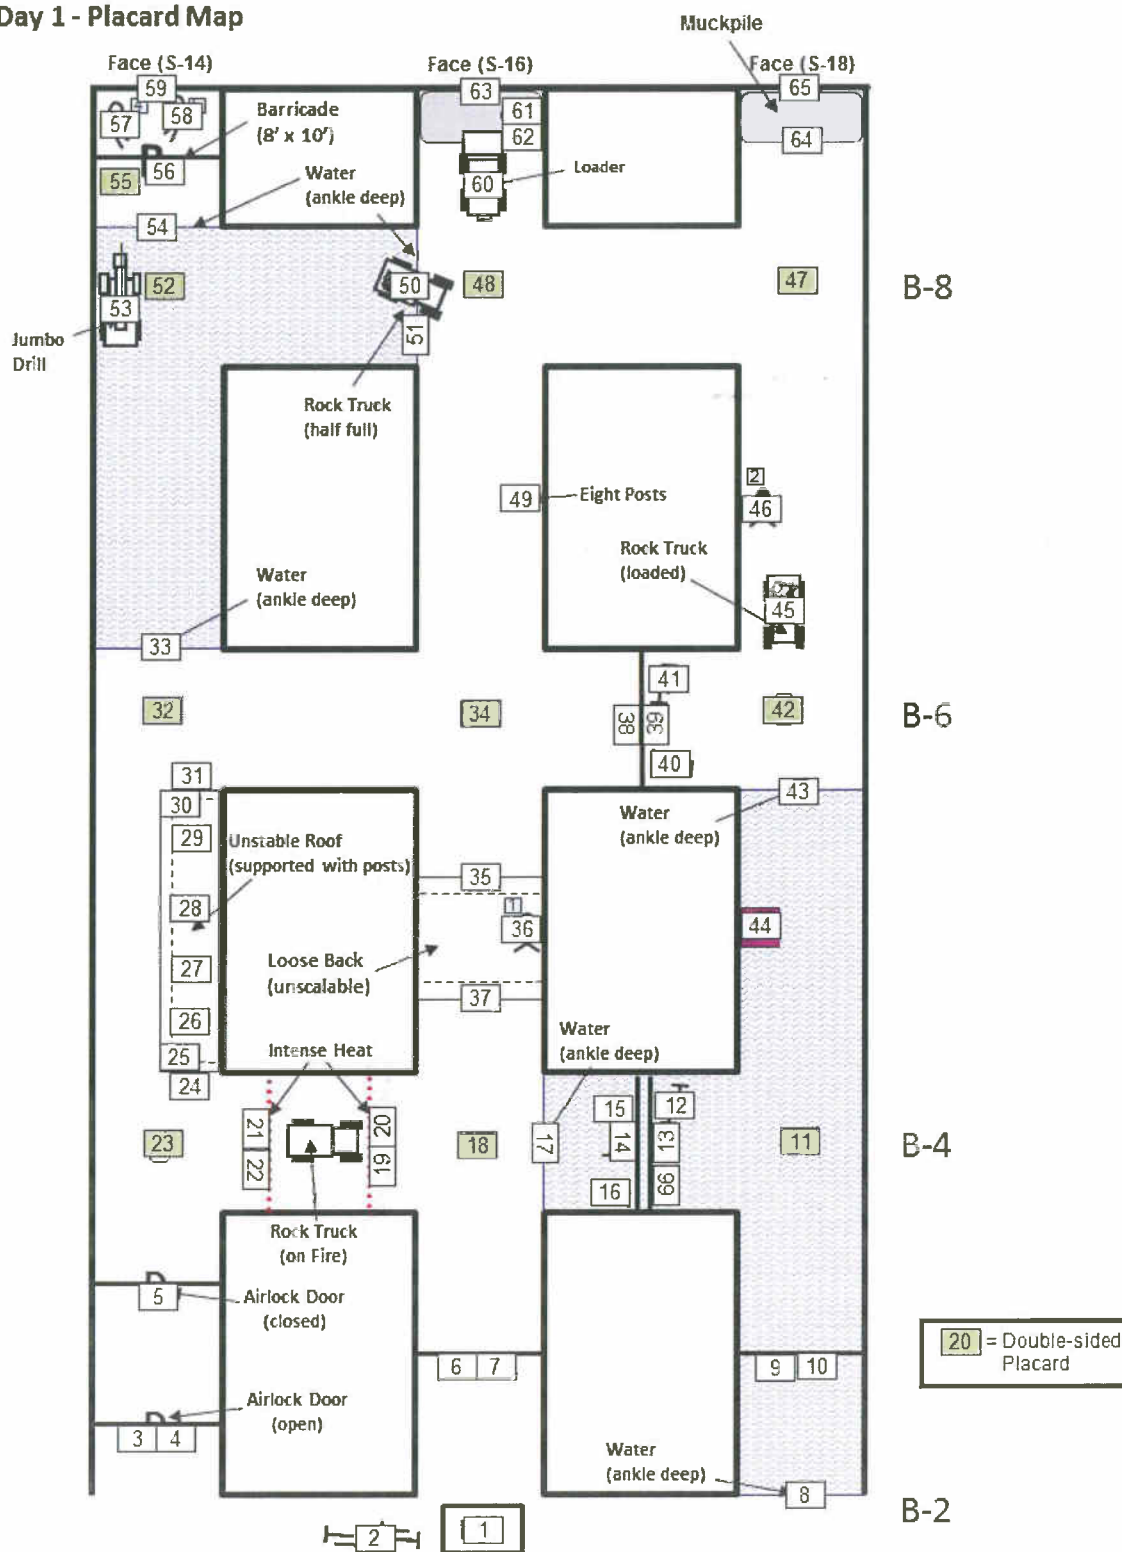 Day 1 - Placard Map
Muckpile
Face (S-14)
Face (S-16)
Face (S-18)
59
63
65
57
58
61
62
64
Barricade
(8' x 10')
56
55
60
Loader
Water
(ankle deep)
54
52
53
50
51
48
47
B-8
Jumbo
Drill
Rock Truck
(half full)
49
Eight Posts
2
46
Rock Truck
(loaded)
45
Water
(ankle deep)
33
32
34
41
38
39
40
42
B-6
31
30
29
28
27
26
25
24
Unstable Roof
(supported with posts)
35
1
36
37
Loose Back
(unscalable)
Water
(ankle deep)
43
44
Intense Heat
Water
(ankle deep)
23
21
22
20
19
18
17
15
14
16
12
13
66
11
B-4
Rock Truck
(on Fire)
5
Airlock Door
(closed)
6
7
9
10
20 = Double-sided
Placard
Airlock Door
(open)
3
4
Water
(ankle deep)
8
B-2
2
1